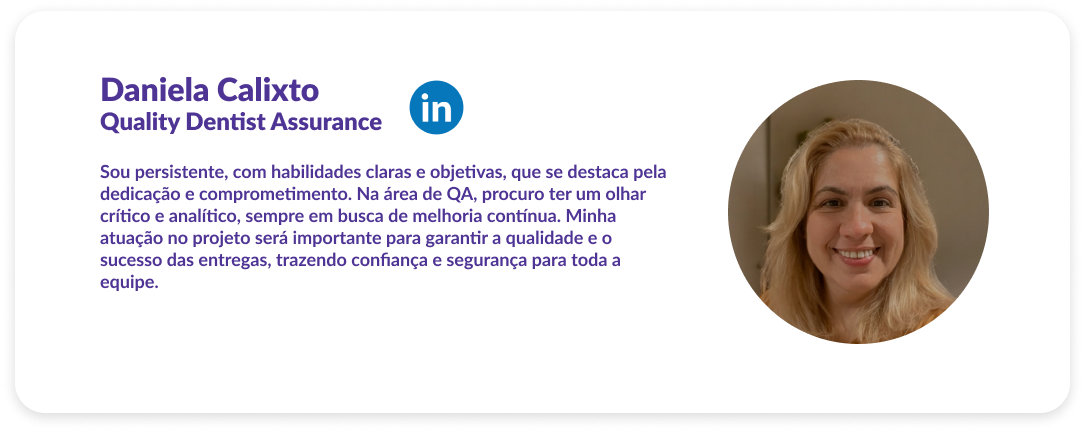 Daniela Calixto
Quality Dentist Assurance
in
Sou persistente, com habilidades claras e objetivas, que se destaca pela
dedicação e comprometimento. Na área de QA, procuro ter um olhar
crítico e analítico, sempre em busca de melhoria contínua. Minha
atuação no projeto será importante para garantir a qualidade e o
sucesso das entregas, trazendo confiança e segurança para toda a
equipe.